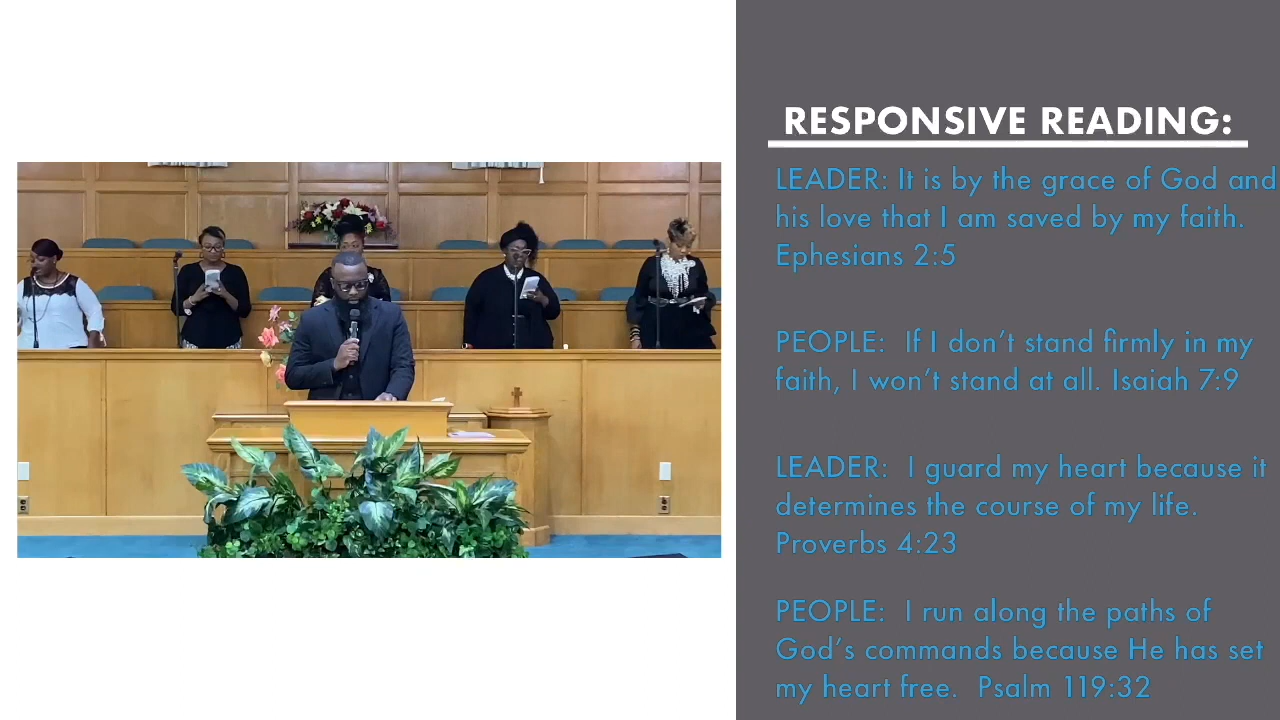 RESPONSIVE READING:
LEADER: It is by the grace of God and
his love that I am saved by my faith.
Ephesians 2:5
PEOPLE:  If I don't stand firmly in my
faith, I won't stand at all. Isaiah 7:9
LEADER:  I guard my heart because it
determines the course of my life.
Proverbs 4:23
PEOPLE:  I run along the paths of
God's commands because He has set
my heart free.  Psalm 119:32